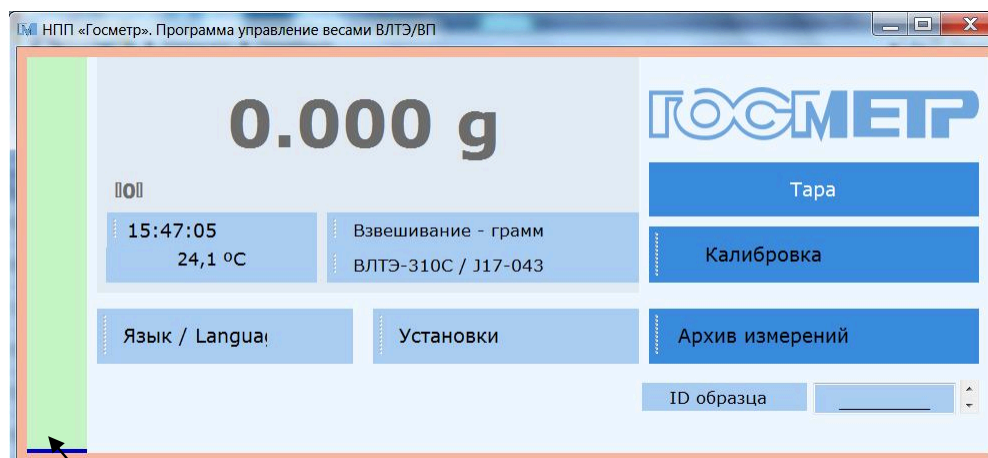 НПП «Госметр». Программа управление весами ВЛТЭ/ВП
0.000 g
ГОСМЕТР
Тара
15:47:05
24,1 ºC
Взвешивание - грамм
ВЛТЭ-310С / J17-043
Калибровка
Язык / Langua
Установки
Архив измерений
ID образца